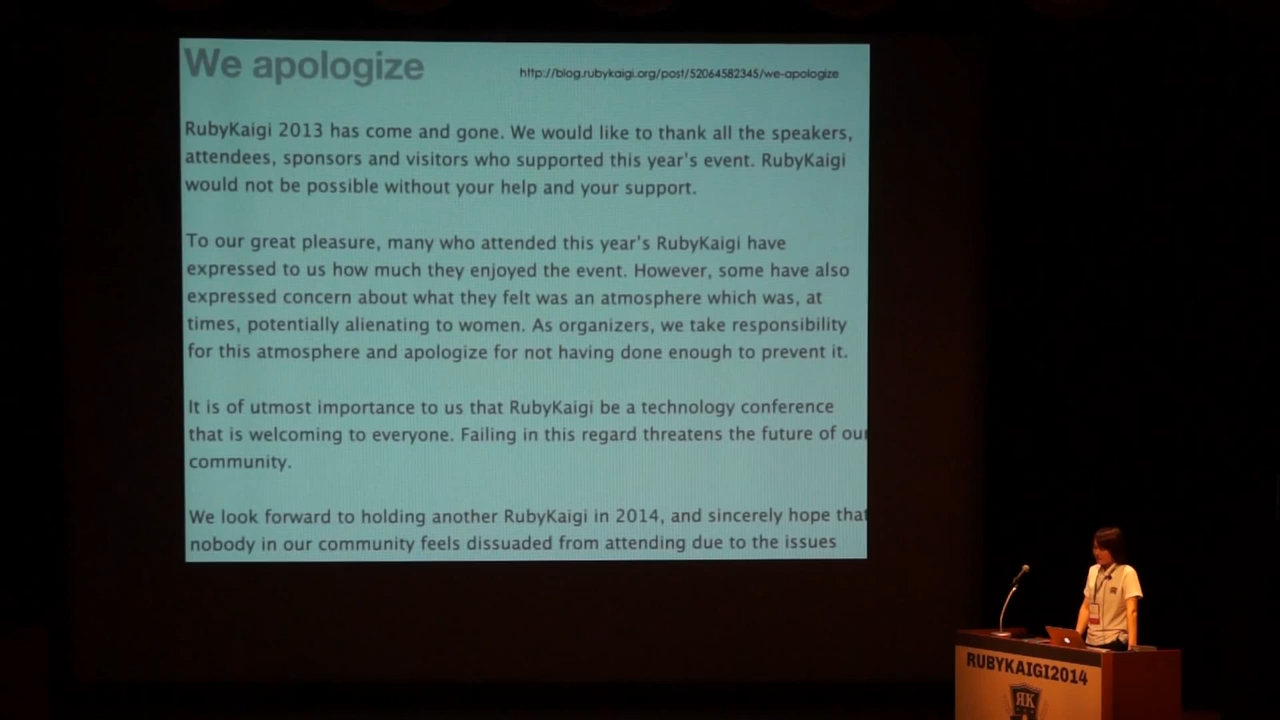 We apologize
http://blog.rubykaigi.org/post/52064582345/we-apologize
RubyKaigi 2013 has come and gone. We would like to thank all the speakers,
attendees, sponsors and visitors who supported this year's event. RubyKaigi
would not be possible without your help and your support.
To our great pleasure, many who attended this year's RubyKaigi have
expressed to us how much they enjoyed the event. However, some have also
expressed concern about what they felt was an atmosphere which was, at
times, potentially alienating to women. As organizers, we take responsibility
for this atmosphere and apologize for not having done enough to prevent it.
It is of utmost importance to us that RubyKaigi be a technology conference
that is welcoming to everyone. Failing in this regard threatens the future of our
community.
We look forward to holding another RubyKaigi in 2014, and sincerely hope that
nobody in our community feels dissuaded from attending due to the issues
RUBYKAIGI2014
RK